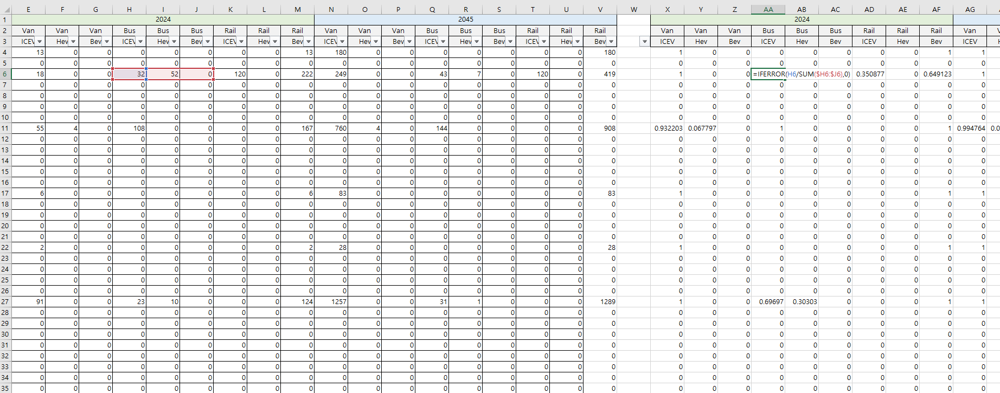 E F G H I J K L M N O P Q R S T U V W X Y Z AA AB AC AD AE AF AG
1 2024 2045 2024
2 Van Van Van Bus Bus Bus Rail Rail Rail Van Van Van Bus Bus Bus Rail Rail Rail Van Van Van Bus Bus Bus Rail Rail Rail Van
3 ICEV Hev Bev ICEV Hev Bev ICEV Hev Bev ICEV Hev Bev ICEV Hev Bev ICEV Hev Bev ICEV Hev Bev ICEV Hev Bev ICEV Hev Bev ICEV
4 13 0 0 0 0 0 0 0 13 180 0 0 0 0 0 0 0 180 1 0 0 0 0 0 0 0 1 1
5 0 0 0 0 0 0 0 0 0 0 0 0 0 0 0 0 0 0 0 0 0 0 0 0 0 0 0 0
6 18 0 0 32 52 0 120 0 222 249 0 0 43 7 0 120 0 419 1 0 0 =IFERROR(H6/SUM($H6:$J6),0) 0.350877 0 0.649123 1
7 0 0 0 0 0 0 0 0 0 0 0 0 0 0 0 0 0 0 0 0 0 0 0 0 0 0 0 0
8 0 0 0 0 0 0 0 0 0 0 0 0 0 0 0 0 0 0 0 0 0 0 0 0 0 0 0 0
9 0 0 0 0 0 0 0 0 0 0 0 0 0 0 0 0 0 0 0 0 0 0 0 0 0 0 0 0
10 0 0 0 0 0 0 0 0 0 0 0 0 0 0 0 0 0 0 0 0 0 0 0 0 0 0 0 0
11 55 4 0 108 0 0 0 0 167 760 4 0 144 0 0 0 0 908 0.932203 0.067797 0 1 0 0 0 0 1 0.994764 0.0
12 0 0 0 0 0 0 0 0 0 0 0 0 0 0 0 0 0 0 0 0 0 0 0 0 0 0 0 0
13 0 0 0 0 0 0 0 0 0 0 0 0 0 0 0 0 0 0 0 0 0 0 0 0 0 0 0 0
14 0 0 0 0 0 0 0 0 0 0 0 0 0 0 0 0 0 0 0 0 0 0 0 0 0 0 0 0
15 0 0 0 0 0 0 0 0 0 0 0 0 0 0 0 0 0 0 0 0 0 0 0 0 0 0 0 0
16 0 0 0 0 0 0 0 0 0 0 0 0 0 0 0 0 0 0 0 0 0 0 0 0 0 0 0 0
17 6 0 0 0 0 0 0 0 6 83 0 0 0 0 0 0 0 83 1 0 0 0 0 0 0 0 1 1
18 0 0 0 0 0 0 0 0 0 0 0 0 0 0 0 0 0 0 0 0 0 0 0 0 0 0 0 0
19 0 0 0 0 0 0 0 0 0 0 0 0 0 0 0 0 0 0 0 0 0 0 0 0 0 0 0 0
20 0 0 0 0 0 0 0 0 0 0 0 0 0 0 0 0 0 0 0 0 0 0 0 0 0 0 0 0
21 0 0 0 0 0 0 0 0 0 0 0 0 0 0 0 0 0 0 0 0 0 0 0 0 0 0 0 0
22 2 0 0 0 0 0 0 0 2 28 0 0 0 0 0 0 0 28 1 0 0 0 0 0 0 0 1 1
23 0 0 0 0 0 0 0 0 0 0 0 0 0 0 0 0 0 0 0 0 0 0 0 0 0 0 0 0
24 0 0 0 0 0 0 0 0 0 0 0 0 0 0 0 0 0 0 0 0 0 0 0 0 0 0 0 0
25 0 0 0 0 0 0 0 0 0 0 0 0 0 0 0 0 0 0 0 0 0 0 0 0 0 0 0 0
26 0 0 0 0 0 0 0 0 0 0 0 0 0 0 0 0 0 0 0 0 0 0 0 0 0 0 0 0
27 91 0 0 23 10 0 0 0 124 1257 0 0 31 1 0 0 0 1289 1 0 0 0.69697 0.30303 0 0 0 1 1
28 0 0 0 0 0 0 0 0 0 0 0 0 0 0 0 0 0 0 0 0 0 0 0 0 0 0 0 0
29 0 0 0 0 0 0 0 0 0 0 0 0 0 0 0 0 0 0 0 0 0 0 0 0 0 0 0 0
30 0 0 0 0 0 0 0 0 0 0 0 0 0 0 0 0 0 0 0 0 0 0 0 0 0 0 0 0
31 0 0 0 0 0 0 0 0 0 0 0 0 0 0 0 0 0 0 0 0 0 0 0 0 0 0 0 0
32 0 0 0 0 0 0 0 0 0 0 0 0 0 0 0 0 0 0 0 0 0 0 0 0 0 0 0 0
33 0 0 0 0 0 0 0 0 0 0 0 0 0 0 0 0 0 0 0 0 0 0 0 0 0 0 0 0
34 0 0 0 0 0 0 0 0 0 0 0 0 0 0 0 0 0 0 0 0 0 0 0 0 0 0 0 0
35 0 0 0 0 0 0 0 0 0 0 0 0 0 0 0 0 0 0 0 0 0 0 0 0 0 0 0 0